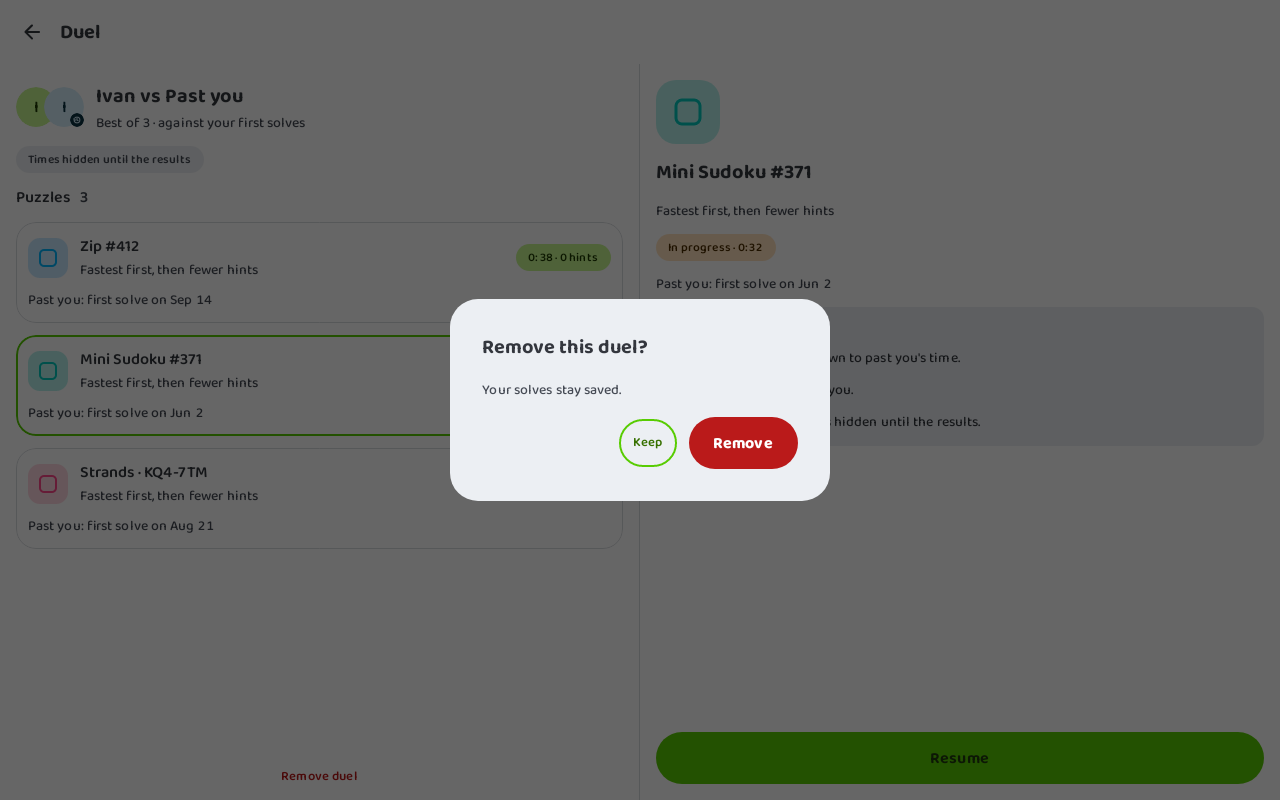 Duel
Ivan vs Past you
Best of 3 · against your first solves
Times hidden until the results
Puzzles 3
Zip #412
Fastest first, then fewer hints
0:38 · 0 hints
Past you: first solve on Sep 14
Mini Sudoku #371
Fastest first, then fewer hints
Past you: first solve on Jun 2
Strands · KQ4-7TM
Fastest first, then fewer hints
Past you: first solve on Aug 21
Remove duel
Mini Sudoku #371
Fastest first, then fewer hints
In progress · 0:32
Past you: first solve on Jun 2
to past you's time.
you.
hidden until the results.
Resume
Remove this duel?
Your solves stay saved.
Keep
Remove